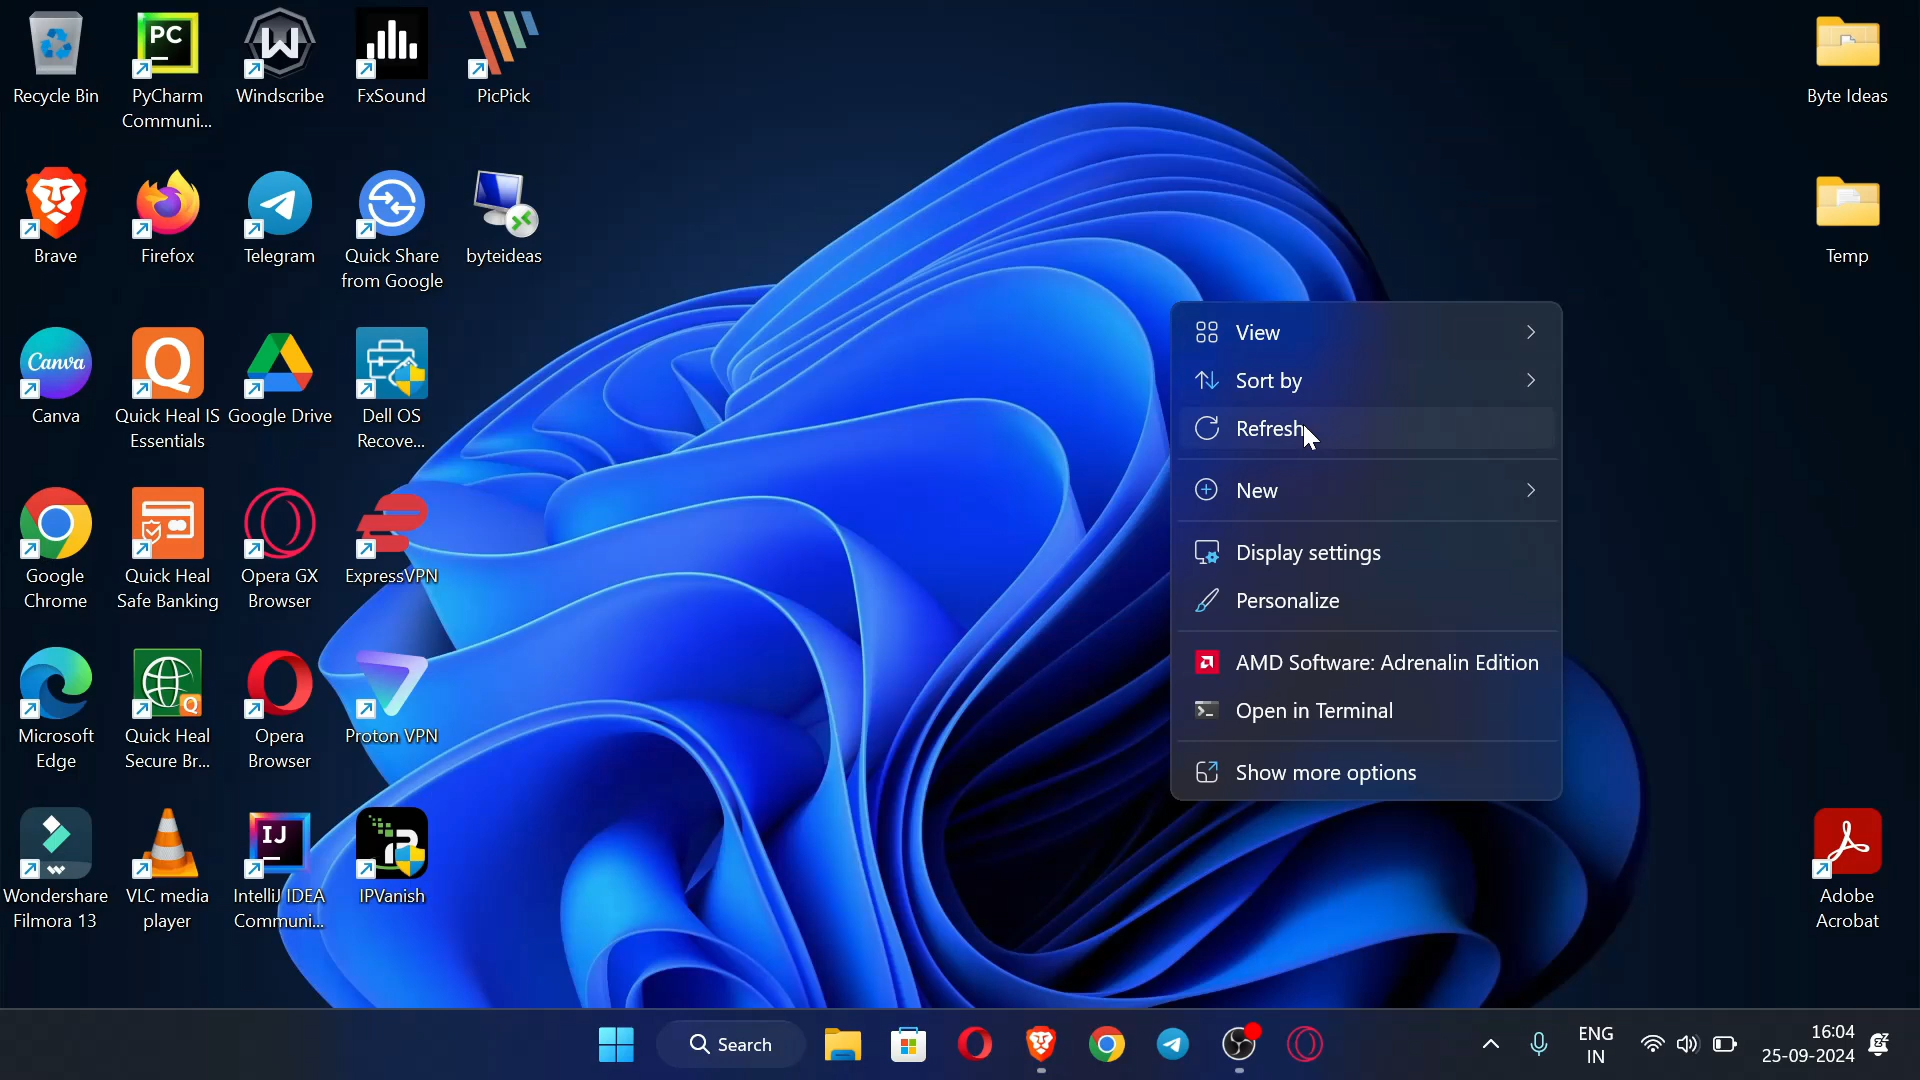 Recycle Bin
PC
PyCharm
Communi...
Windscribe
FxSound
PicPick
Byte Ideas
Brave
Firefox
Telegram
Quick Share
from Google
byteideas
Temp
Canva
Canva
Quick Heal IS
Essentials
Google Drive
Dell OS
Recove...
Google
Chrome
Quick Heal
Safe Banking
Opera GX
Browser
ExpressVPN
Microsoft
Edge
Q
Quick Heal
Secure Br...
Opera
Browser
Proton VPN
Wondershare
Filmora 13
VLC media
player
IJ
IntelliJ IDEA
Communi...
IP
IPVanish
Adobe
Acrobat
View
Sort by
Refresh
New
Display settings
Personalize
AMD Software: Adrenalin Edition
Open in Terminal
Show more options
Search
ENG
IN
16:04
25-09-2024